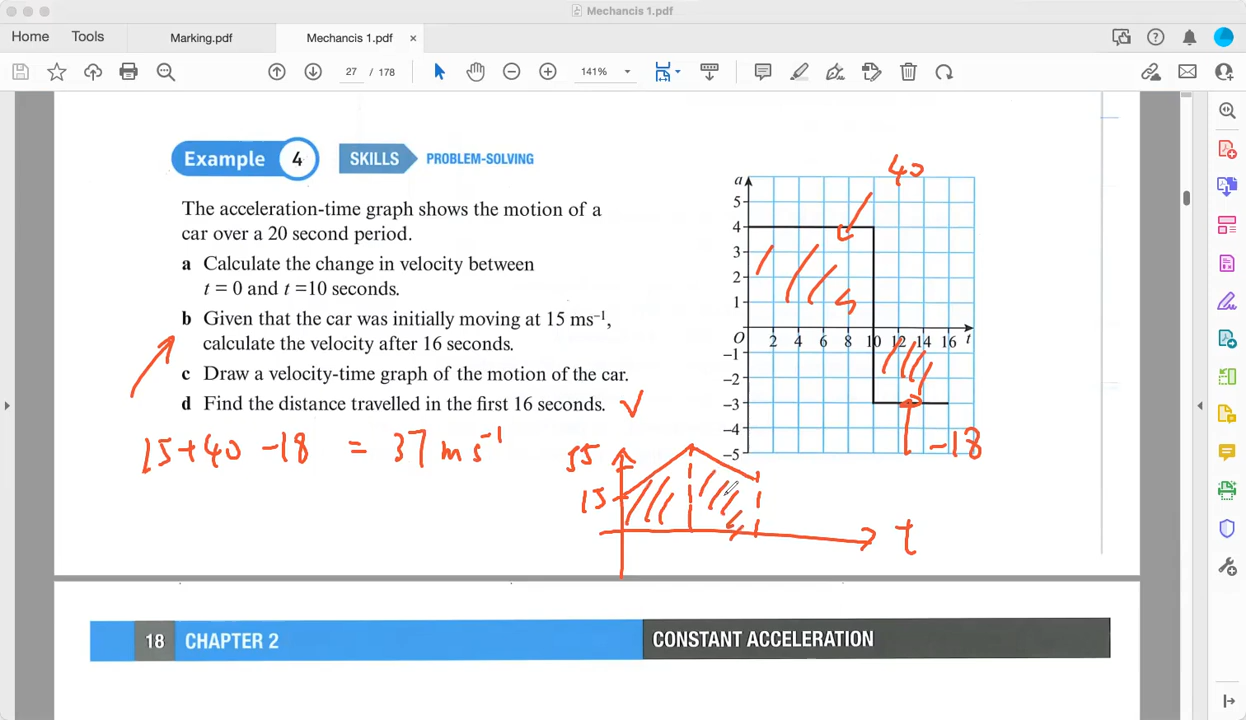 Mechancis 1.pdf
Home Tools Marking.pdf Mechancis 1.pdf ×
27 / 178 141%
Example 4 SKILLS PROBLEM-SOLVING
The acceleration-time graph shows the motion of a
car over a 20 second period.
a Calculate the change in velocity between
t = 0 and t =10 seconds.
b Given that the car was initially moving at 15 ms⁻¹,
calculate the velocity after 16 seconds.
c Draw a velocity-time graph of the motion of the car.
d Find the distance travelled in the first 16 seconds.
15+40 -18 = 37 ms⁻¹
40
a
5
4
3
2
1
O 2 4 6 8 10 12 14 16 t
−1
−2
−3
−4
−5
-18
55
15
t
18 CHAPTER 2 CONSTANT ACCELERATION